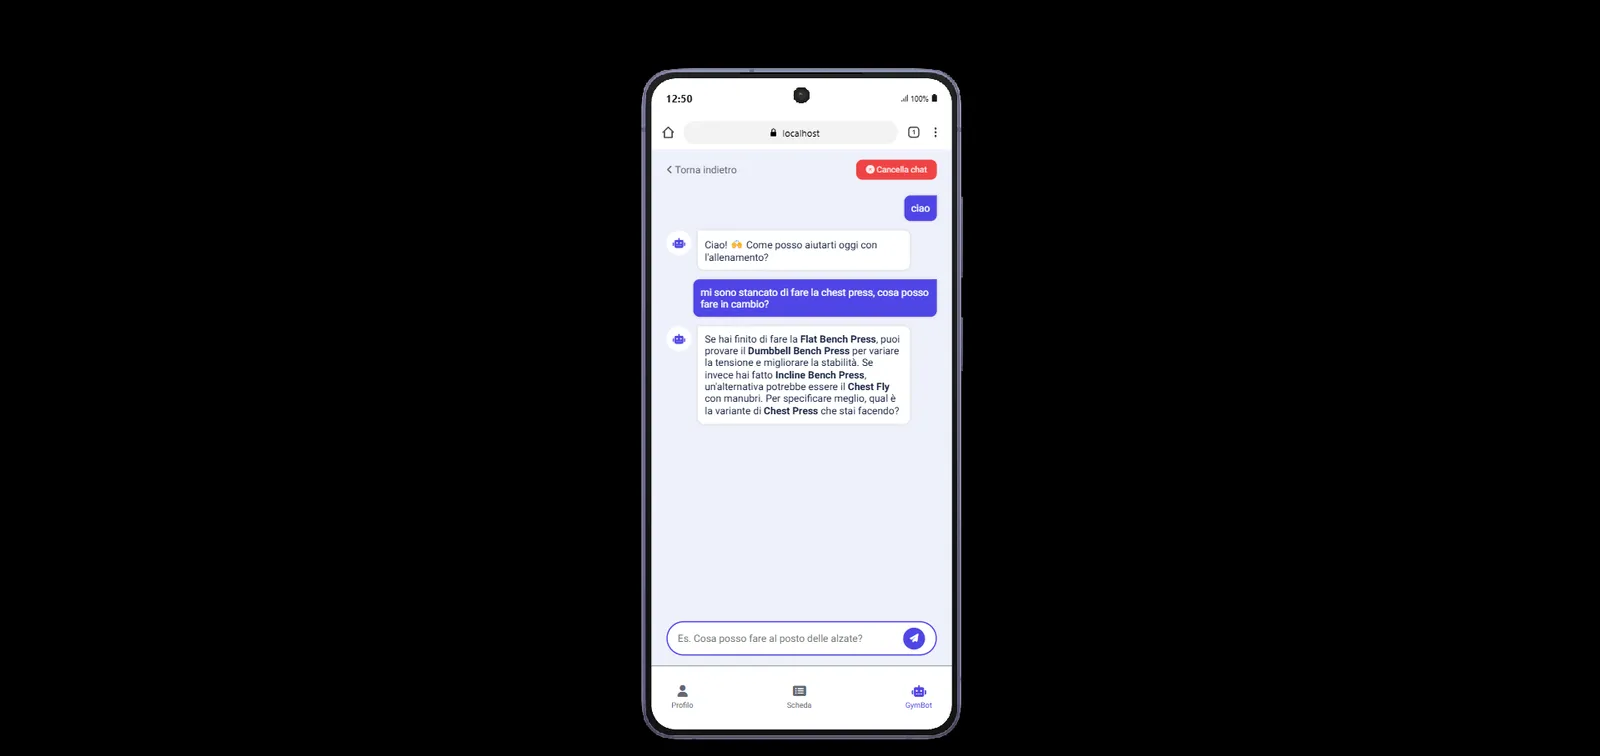 12:50
100%
localhost
1
Torna indietro
Cancella chat
ciao
Ciao! 🙌 Come posso aiutarti oggi con
l'allenamento?
mi sono stancato di fare la chest press, cosa posso
fare in cambio?
Se hai finito di fare la Flat Bench Press, puoi
provare il Dumbbell Bench Press per variare
la tensione e migliorare la stabilità. Se
invece hai fatto Incline Bench Press,
un'alternativa potrebbe essere il Chest Fly
con manubri. Per specificare meglio, qual è
la variante di Chest Press che stai facendo?
Es. Cosa posso fare al posto delle alzate?
Profilo
Scheda
GymBot